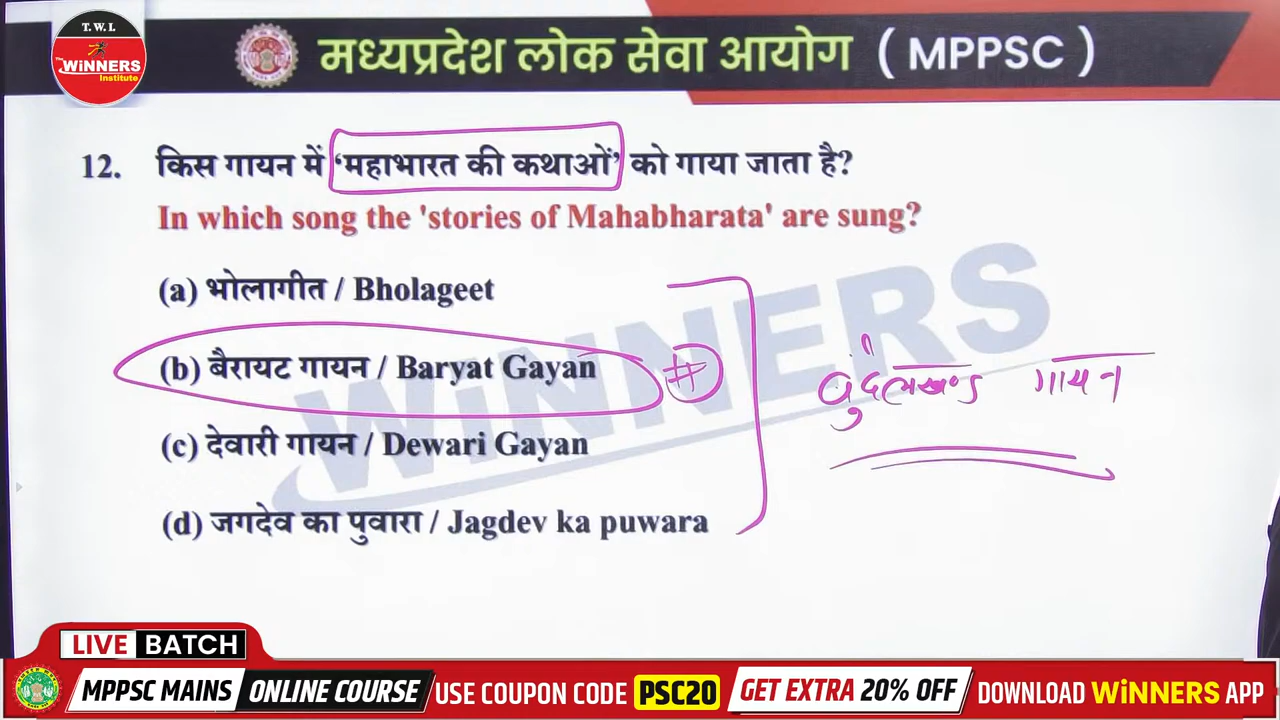 T. W. I.
The WiNNERS
Institute
मध्यप्रदेश लोक सेवा आयोग ( MPPSC )
12. किस गायन में ‘महाभारत की कथाओं’ को गाया जाता है?
In which song the 'stories of Mahabharata' are sung?
(a) भोलागीत / Bholageet
(b) बैरायट गायन / Baryat Gayan
बुंदेलखण्ड गायन
(c) देवारी गायन / Dewari Gayan
(d) जगदेव का पुवारा / Jagdev ka puwara
WiNNERS
LIVE BATCH
MPPSC MAINS ONLINE COURSE USE COUPON CODE PSC20 GET EXTRA 20% OFF DOWNLOAD WiNNERS APP